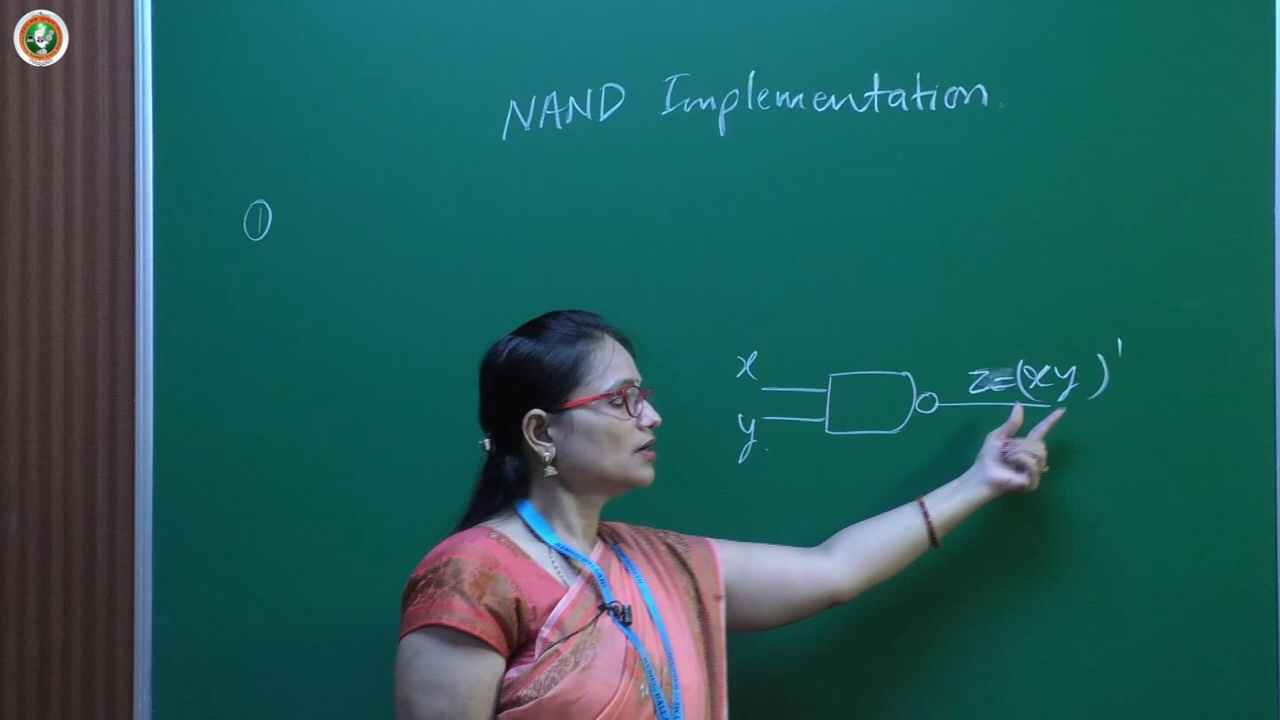 NAND Implementation.
①
x
z=(xy)'
y